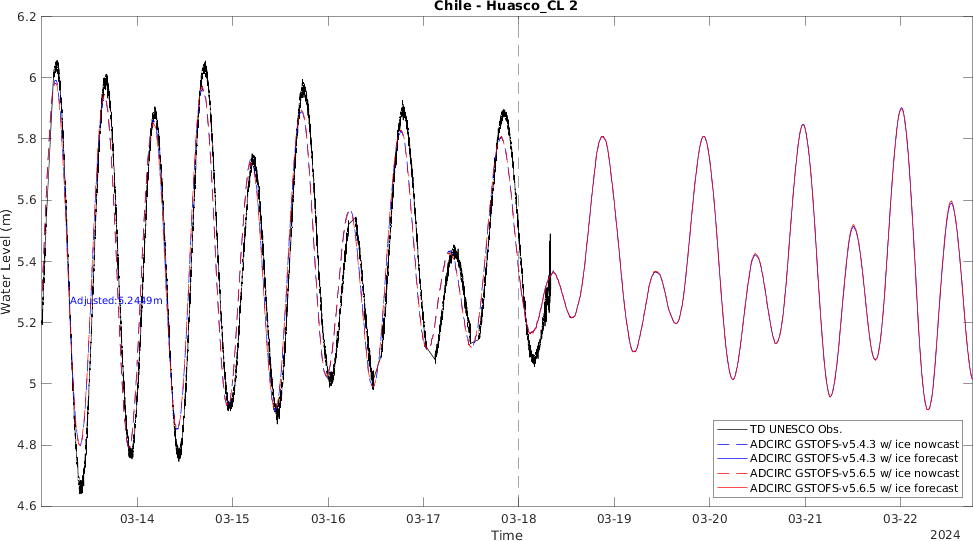 Chile - Huasco_CL 2
6.2
6
5.8
5.6
5.4
5.2
5
4.8
4.6
Water Level (m)
Adjusted:5.2449m
TD UNESCO Obs.
ADCIRC GSTOFS-v5.4.3 w/ ice nowcast
ADCIRC GSTOFS-v5.4.3 w/ ice forecast
ADCIRC GSTOFS-v5.6.5 w/ ice nowcast
ADCIRC GSTOFS-v5.6.5 w/ ice forecast
03-14 03-15 03-16 03-17 03-18 03-19 03-20 03-21 03-22
Time
2024